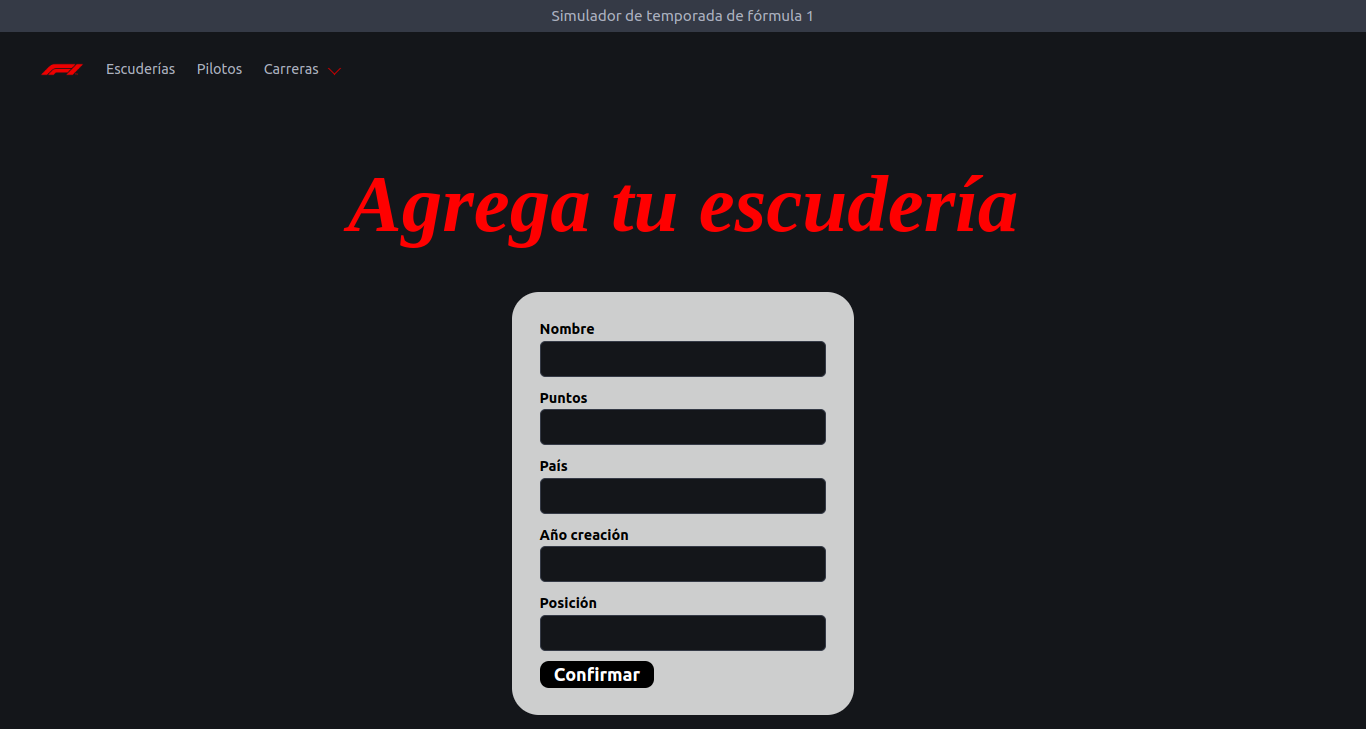 Simulador de temporada de fórmula 1
F1 Escuderías Pilotos Carreras
Agrega tu escudería
Nombre
Puntos
País
Año creación
Posición
Confirmar